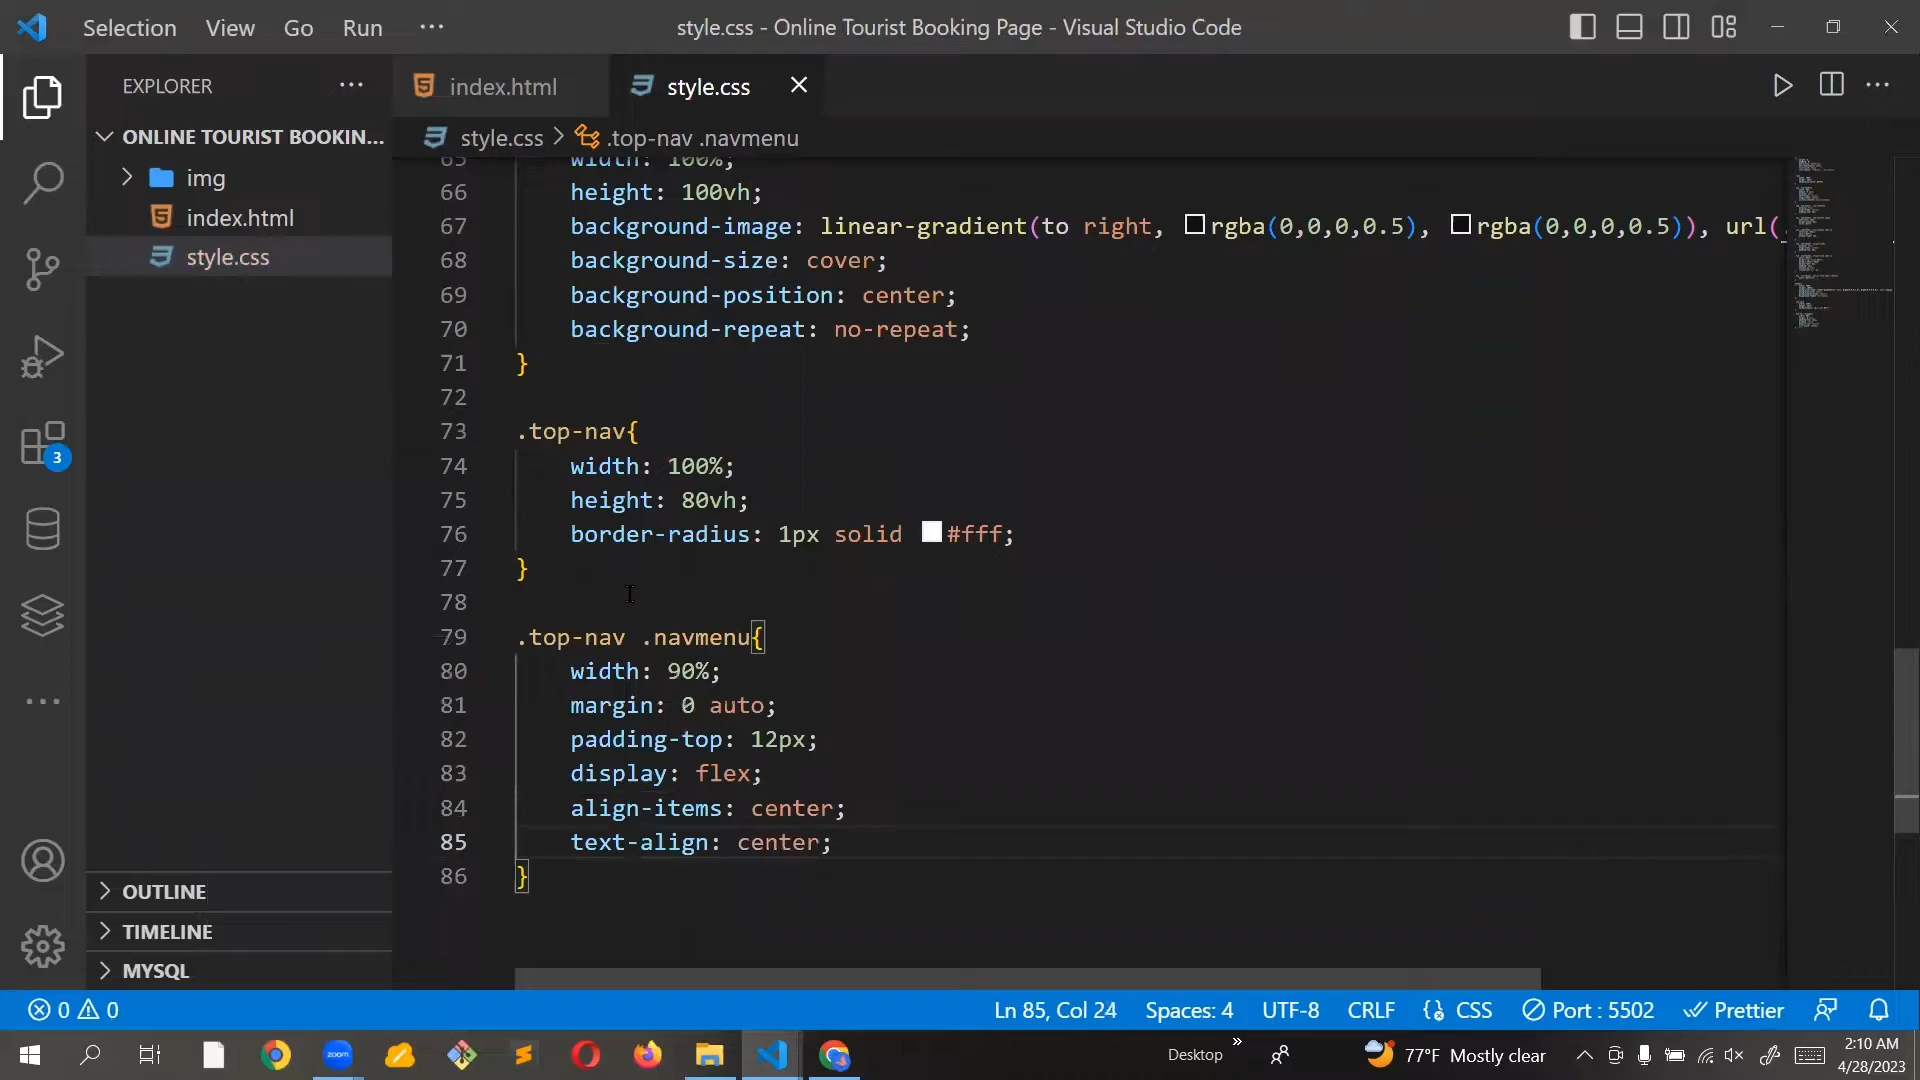 Selection View Go Run ···
style.css - Online Tourist Booking Page - Visual Studio Code
EXPLORER ···
ONLINE TOURIST BOOKIN...
img
index.html
style.css
index.html
style.css
style.css > .top-nav .navmenu
65 width: 100%;
66 height: 100vh;
67 background-image: linear-gradient(to right, rgba(0,0,0,0.5), rgba(0,0,0,0.5)), url(
68 background-size: cover;
69 background-position: center;
70 background-repeat: no-repeat;
71 }
72
73 .top-nav{
74 width: 100%;
75 height: 80vh;
76 border-radius: 1px solid #fff;
77 }
78
79 .top-nav .navmenu{
80 width: 90%;
81 margin: 0 auto;
82 padding-top: 12px;
83 display: flex;
84 align-items: center;
85 text-align: center;
86 }
3
OUTLINE
TIMELINE
MYSQL
0 0 Ln 85, Col 24 Spaces: 4 UTF-8 CRLF {} CSS Port : 5502 Prettier
zoom
Desktop » 77°F Mostly clear
2:10 AM
4/28/2023